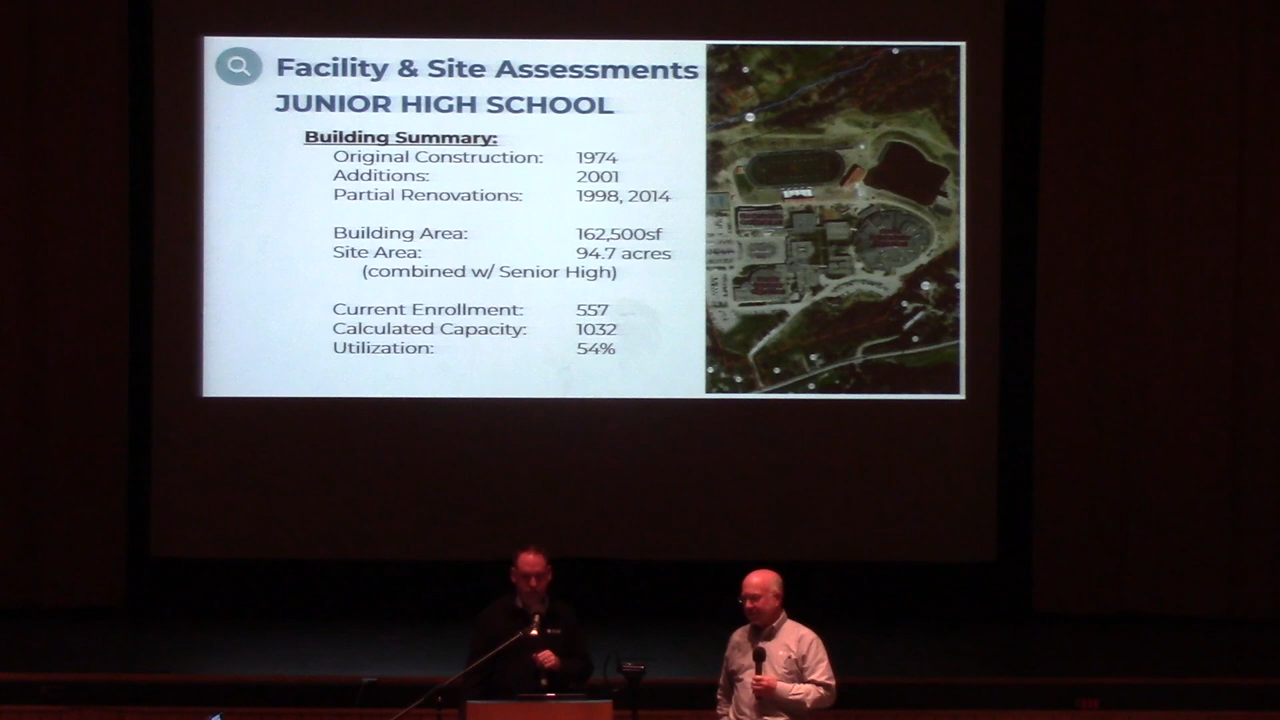 Facility & Site Assessments
JUNIOR HIGH SCHOOL
Building Summary:
Original Construction: 1974
Additions: 2001
Partial Renovations: 1998, 2014
Building Area: 162,500sf
Site Area: 94.7 acres
(combined w/ Senior High)
Current Enrollment: 557
Calculated Capacity: 1032
Utilization: 54%